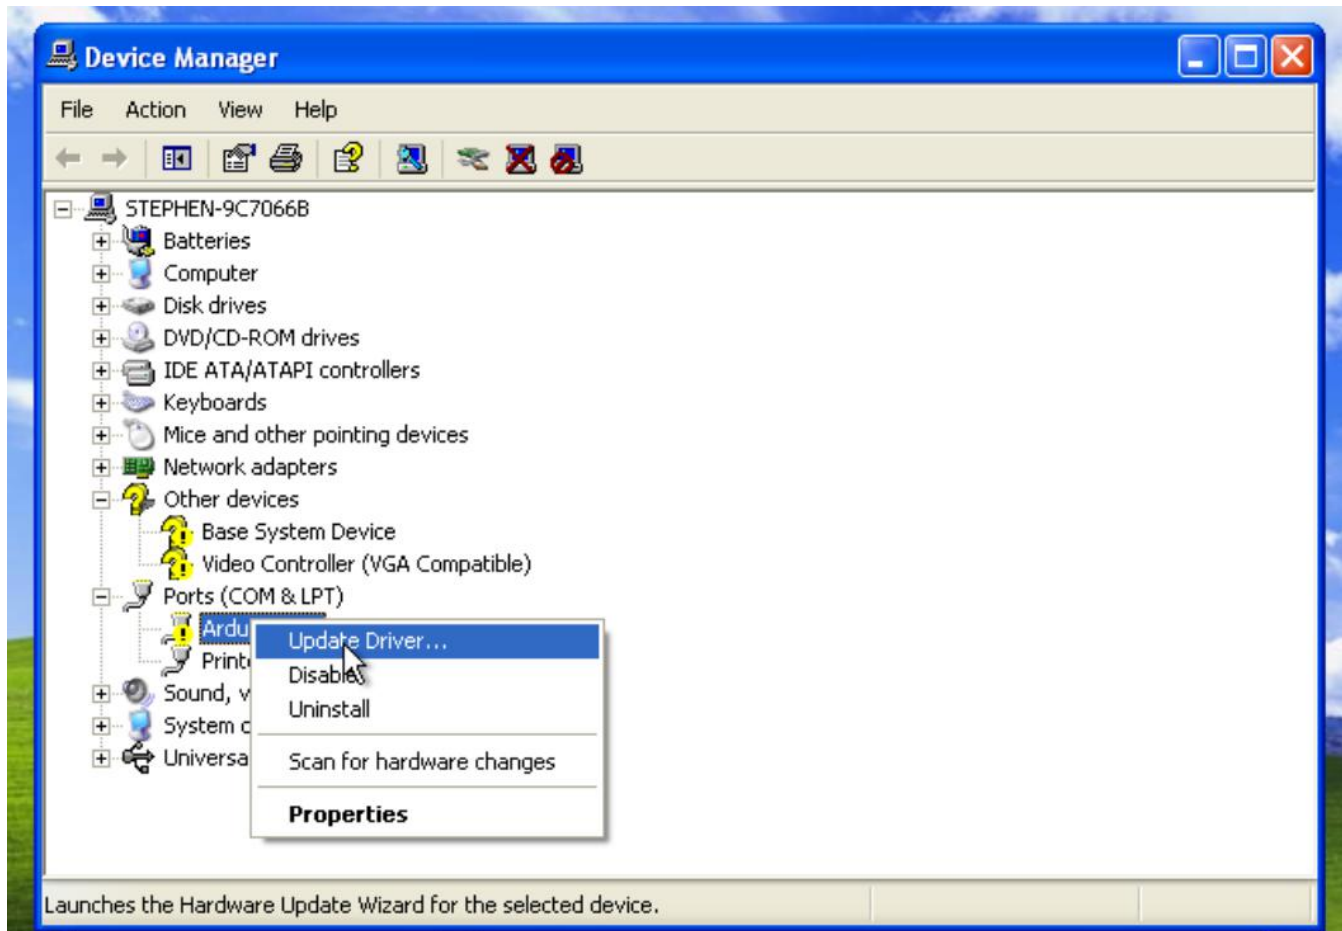 Device Manager
File Action View Help
STEPHEN-9C7066B
Batteries
Computer
Disk drives
DVD/CD-ROM drives
IDE ATA/ATAPI controllers
Keyboards
Mice and other pointing devices
Network adapters
Other devices
Base System Device
Video Controller (VGA Compatible)
Ports (COM & LPT)
Ardu
Update Driver...
Print
Disable
Sound, v
Uninstall
System c
Universa
Scan for hardware changes
Properties
Launches the Hardware Update Wizard for the selected device.